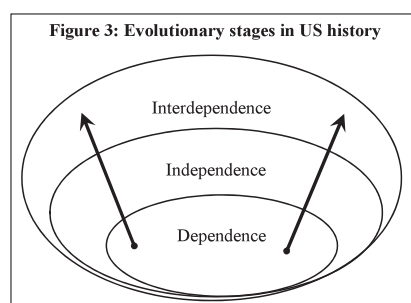 Figure 3: Evolutionary stages in US history
Interdependence
Independence
Dependence